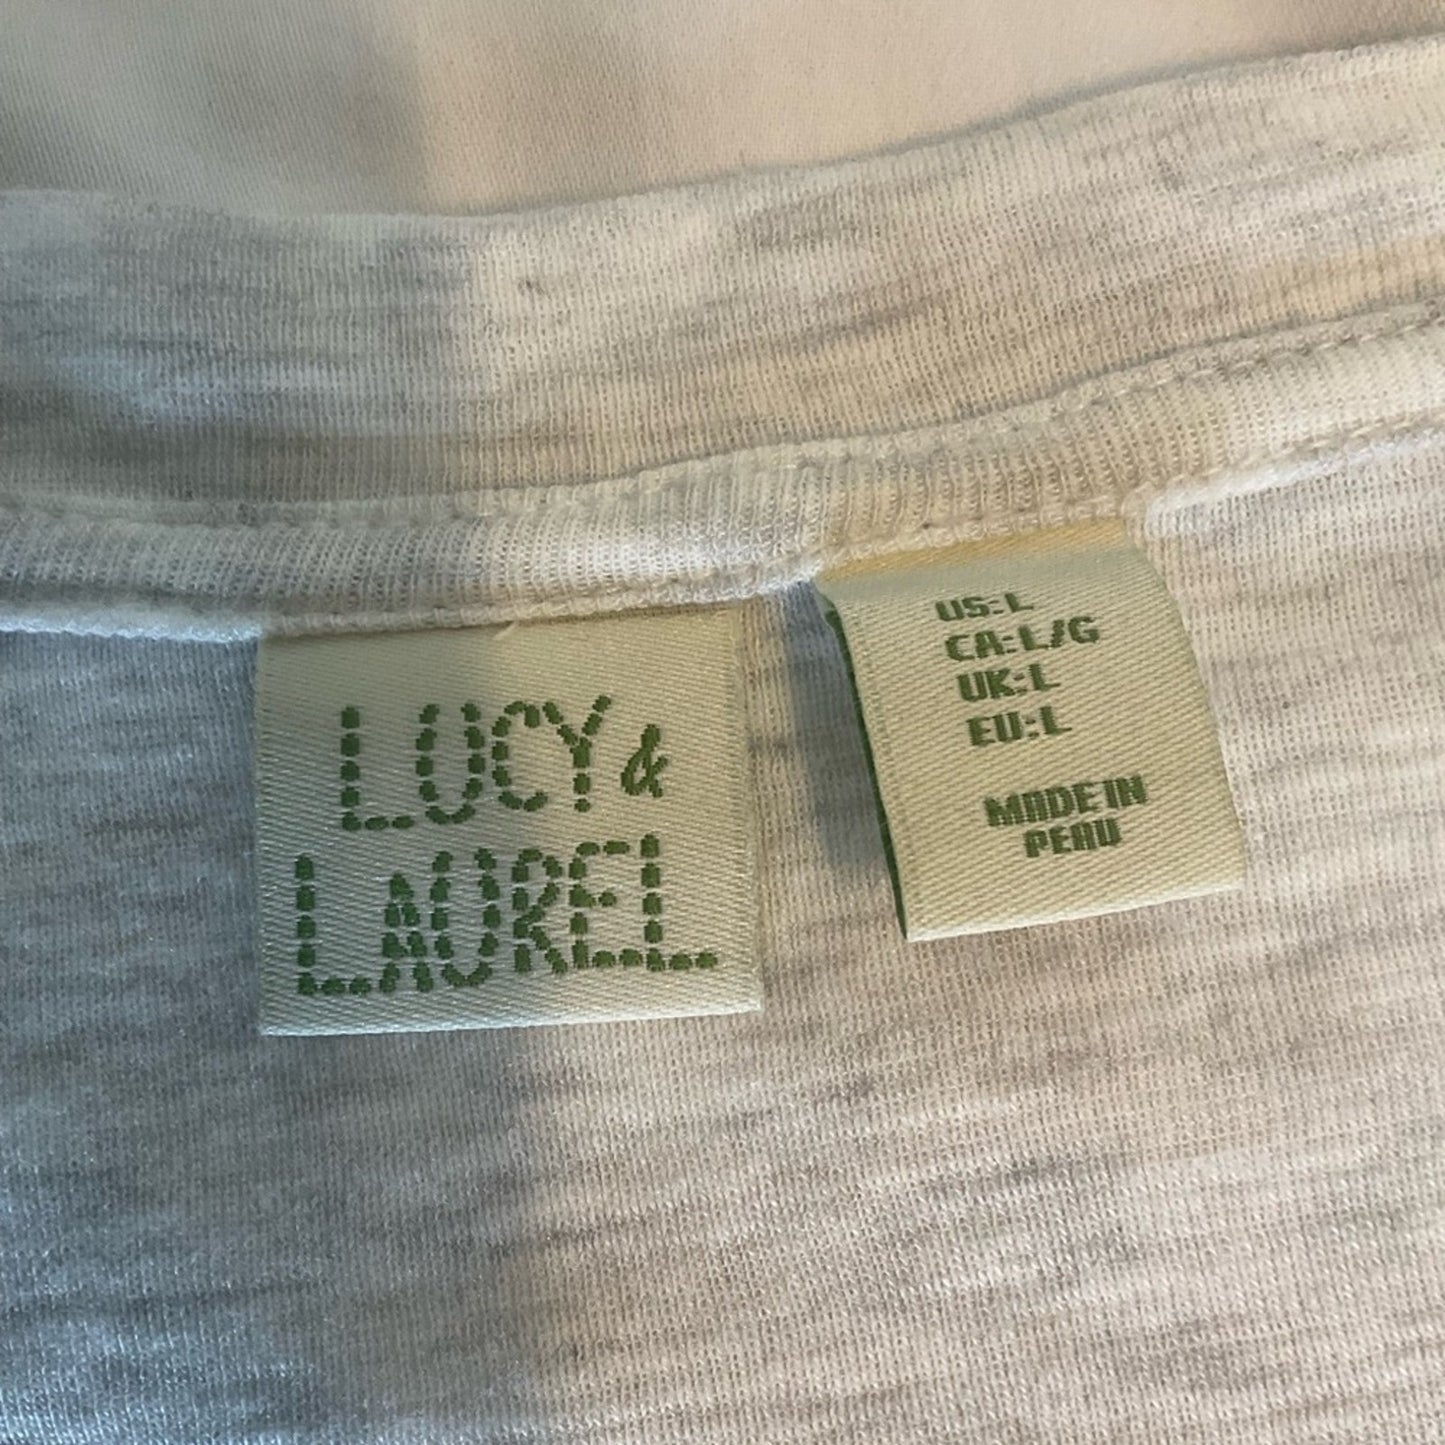 LUCY &
LAUREL
US: L
CA: L/G
UK: L
EU: L
MADE IN
PERU